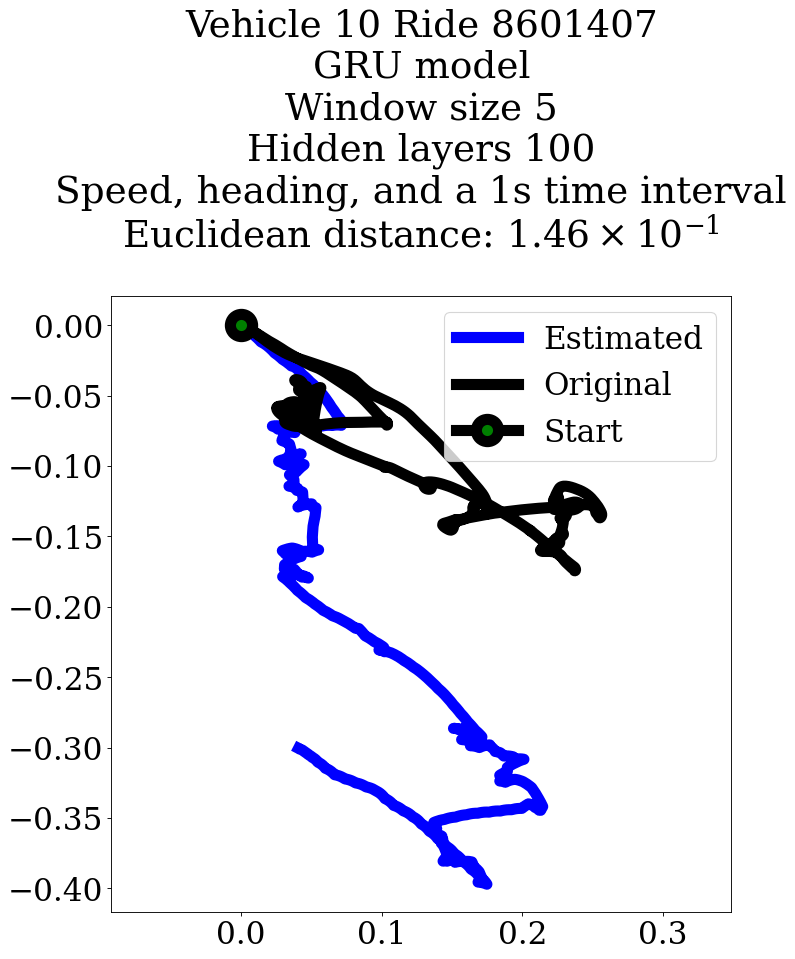 Vehicle 10 Ride 8601407
GRU model
Window size 5
Hidden layers 100
Speed, heading, and a 1s time interval
Euclidean distance: 1.46 × 10⁻¹
Estimated
Original
Start
0.00
−0.05
−0.10
−0.15
−0.20
−0.25
−0.30
−0.35
−0.40
0.0 0.1 0.2 0.3